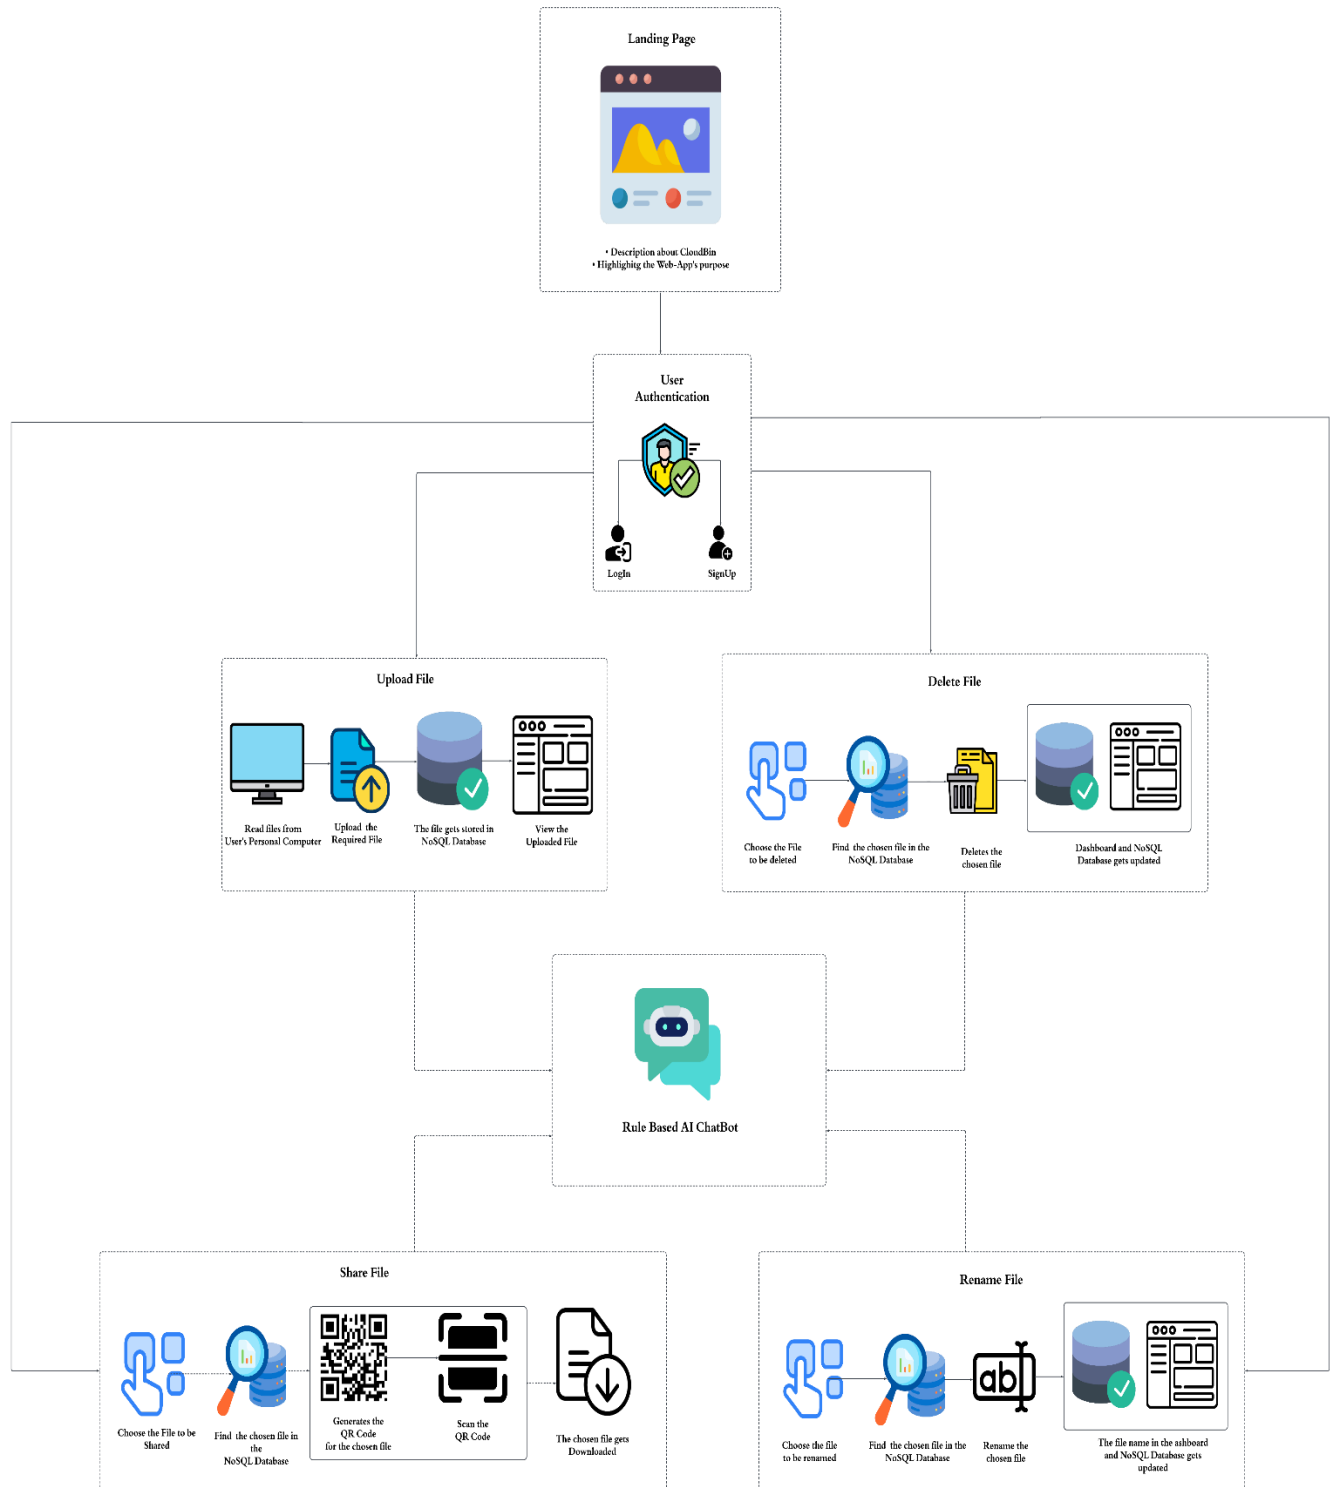 Landing Page
• Description about CloudBin
• Highlighitg the Web-App's purpose
User
Authentication
LogIn
SignUp
Upload File
Read files from
User's Personal Computer
Upload the
Required File
The file gets stored in
NoSQL Database
View the
Uploaded File
Delete File
Choose the File
to be deleted
Find the chosen file in the
NoSQL Database
Deletes the
chosen file
Dashboard and NoSQL
Database gets updated
Rule Based AI ChatBot
Share File
Choose the File to be
Shared
Find the chosen file in
the
NoSQL Database
Generates the
QR Code
for the chosen file
Scan the
QR Code
The chosen file gets
Downloaded
Rename File
Choose the file
to be renamed
Find the chosen file in the
NoSQL Database
ab
Rename the
chosen file
The file name in the ashboard
and NoSQL Database gets
updated